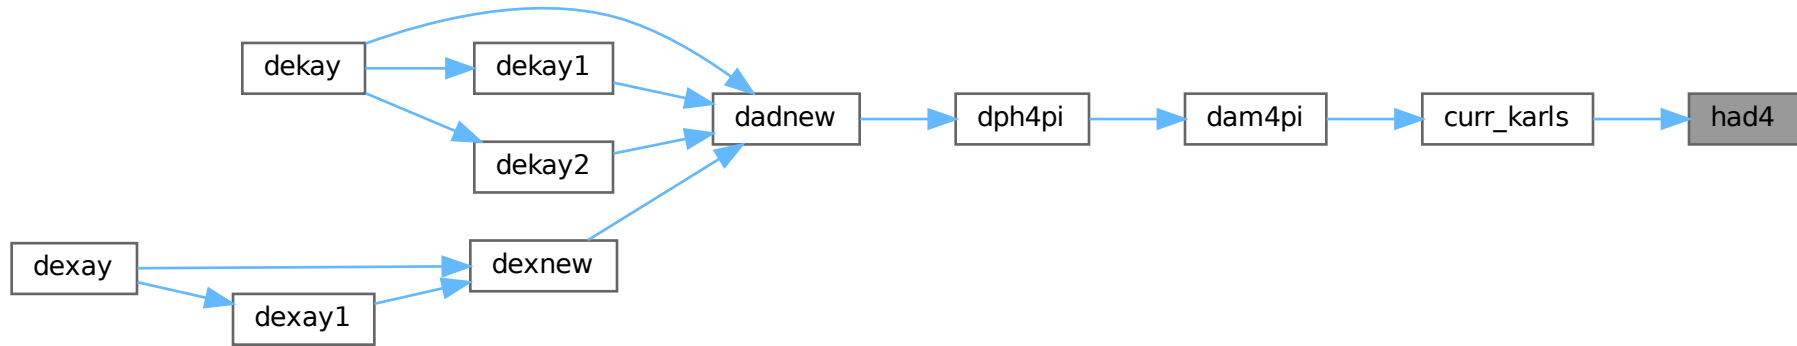 dekay
dekay1
dekay2
dadnew
dph4pi
dam4pi
curr_karls
had4
dexay
dexay1
dexnew